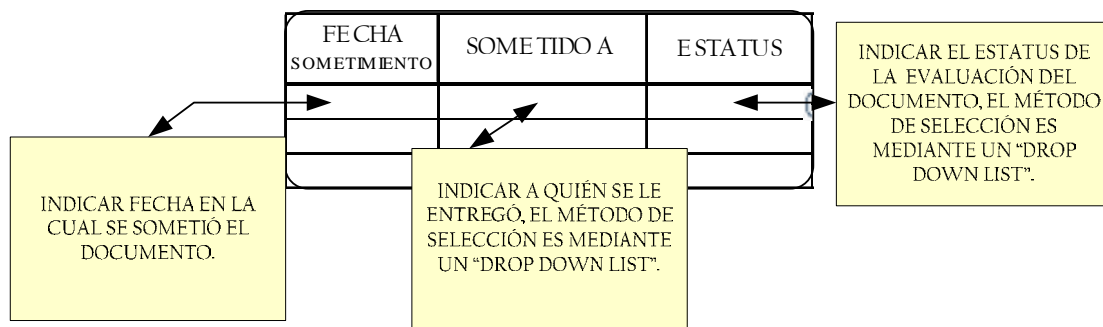 FECHA
SOMETIMIENTO
SOMETIDO A
ESTATUS
INDICAR EL ESTATUS DE
LA EVALUACIÓN DEL
DOCUMENTO, EL MÉTODO
DE SELECCIÓN ES
MEDIANTE UN “DROP
DOWN LIST”.
INDICAR FECHA EN LA
CUAL SE SOMETIÓ EL
DOCUMENTO.
INDICAR A QUIÉN SE LE
ENTREGÓ, EL MÉTODO DE
SELECCIÓN ES MEDIANTE
UN “DROP DOWN LIST”.